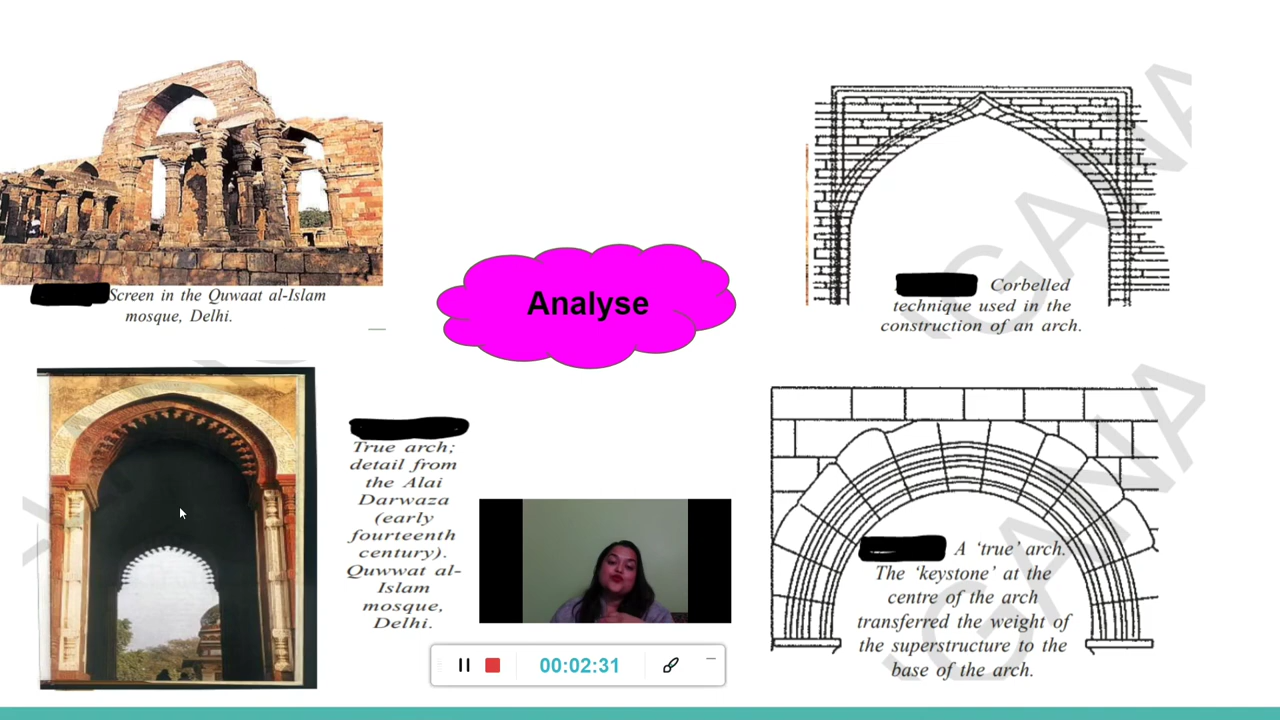 Screen in the Quwaat al-Islam
mosque, Delhi.
Analyse
Corbelled
technique used in the
construction of an arch.
True arch;
detail from
the Alai
Darwaza
(early
fourteenth
century).
Quwwat al-
Islam
mosque,
Delhi.
A ‘true’ arch.
The ‘keystone’ at the
centre of the arch
transferred the weight of
the superstructure to the
base of the arch.
00:02:31